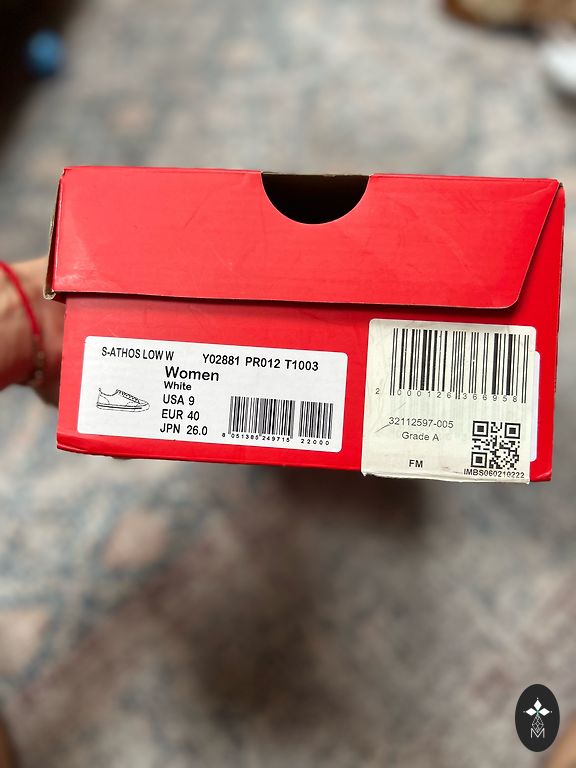 S-ATHOS LOW W Y02881 PR012 T1003
Women
White
USA 9
EUR 40
JPN 26.0
8 051385 249715 22000
2 000126 366958
32112597-005
Grade A
FM
IMBS060210222
M